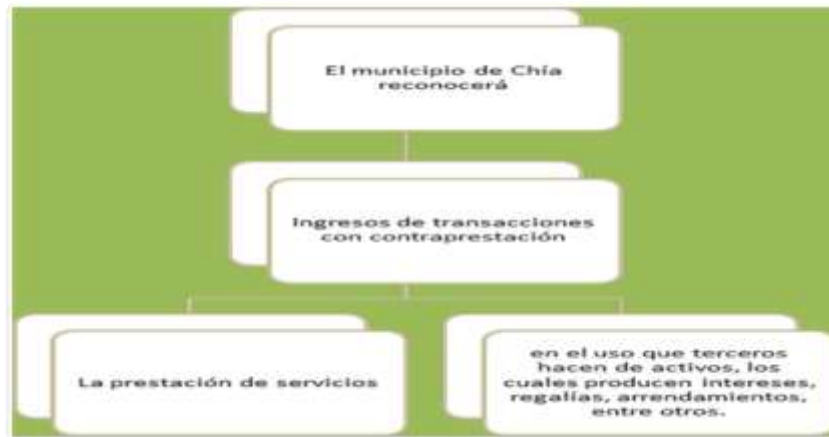 El municipio de Chía
reconocerá
Ingresos de transacciones
con contraprestación
La prestación de servicios
en el uso que terceros
hacen de activos, los
cuales producen intereses,
regalías, arrendamientos,
entre otros.